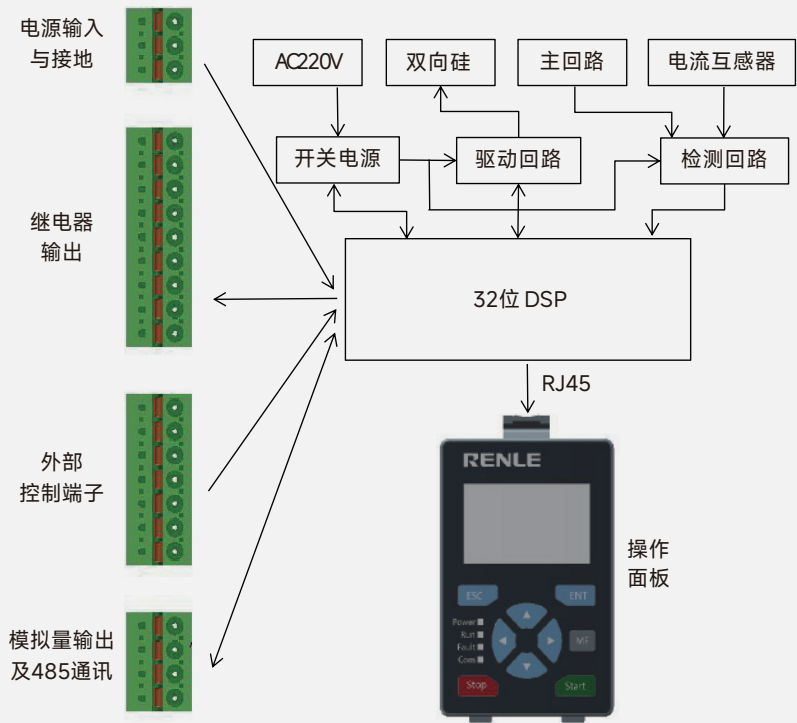 电源输入
与接地
AC220V
双向硅
主回路
电流互感器
开关电源
驱动回路
检测回路
继电器
输出
32位 DSP
RJ45
外部
控制端子
RENLE
操作
面板
ESC
ENT
Power
Run
Fault
Com
MF
Stop
Start
模拟量输出
及485通讯